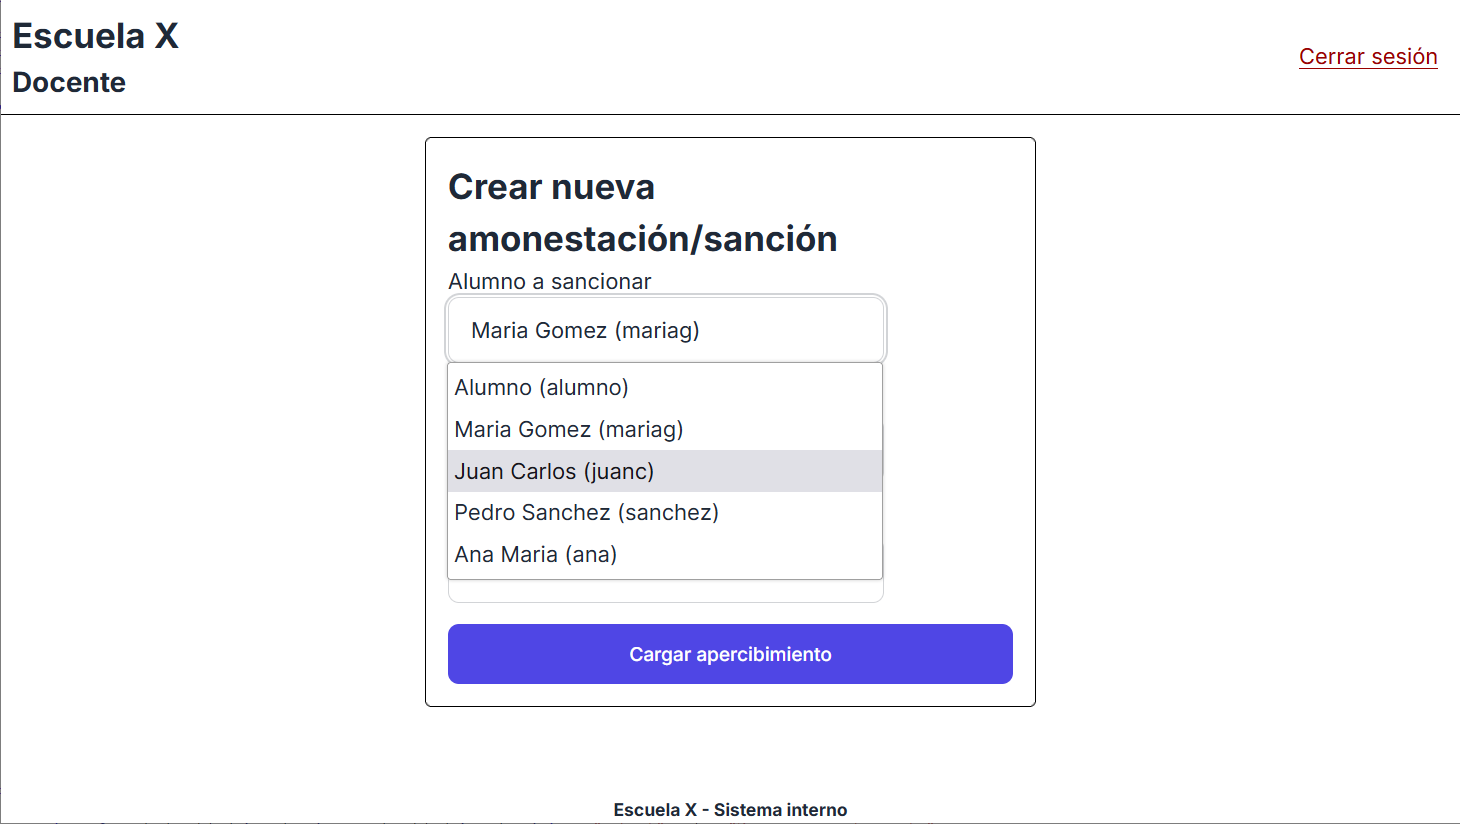 Escuela X
Docente
Cerrar sesión
Crear nueva
amonestación/sanción
Alumno a sancionar
Maria Gomez (mariag)
Alumno (alumno)
Maria Gomez (mariag)
Juan Carlos (juanc)
Pedro Sanchez (sanchez)
Ana Maria (ana)
Cargar apercibimiento
Escuela X - Sistema interno